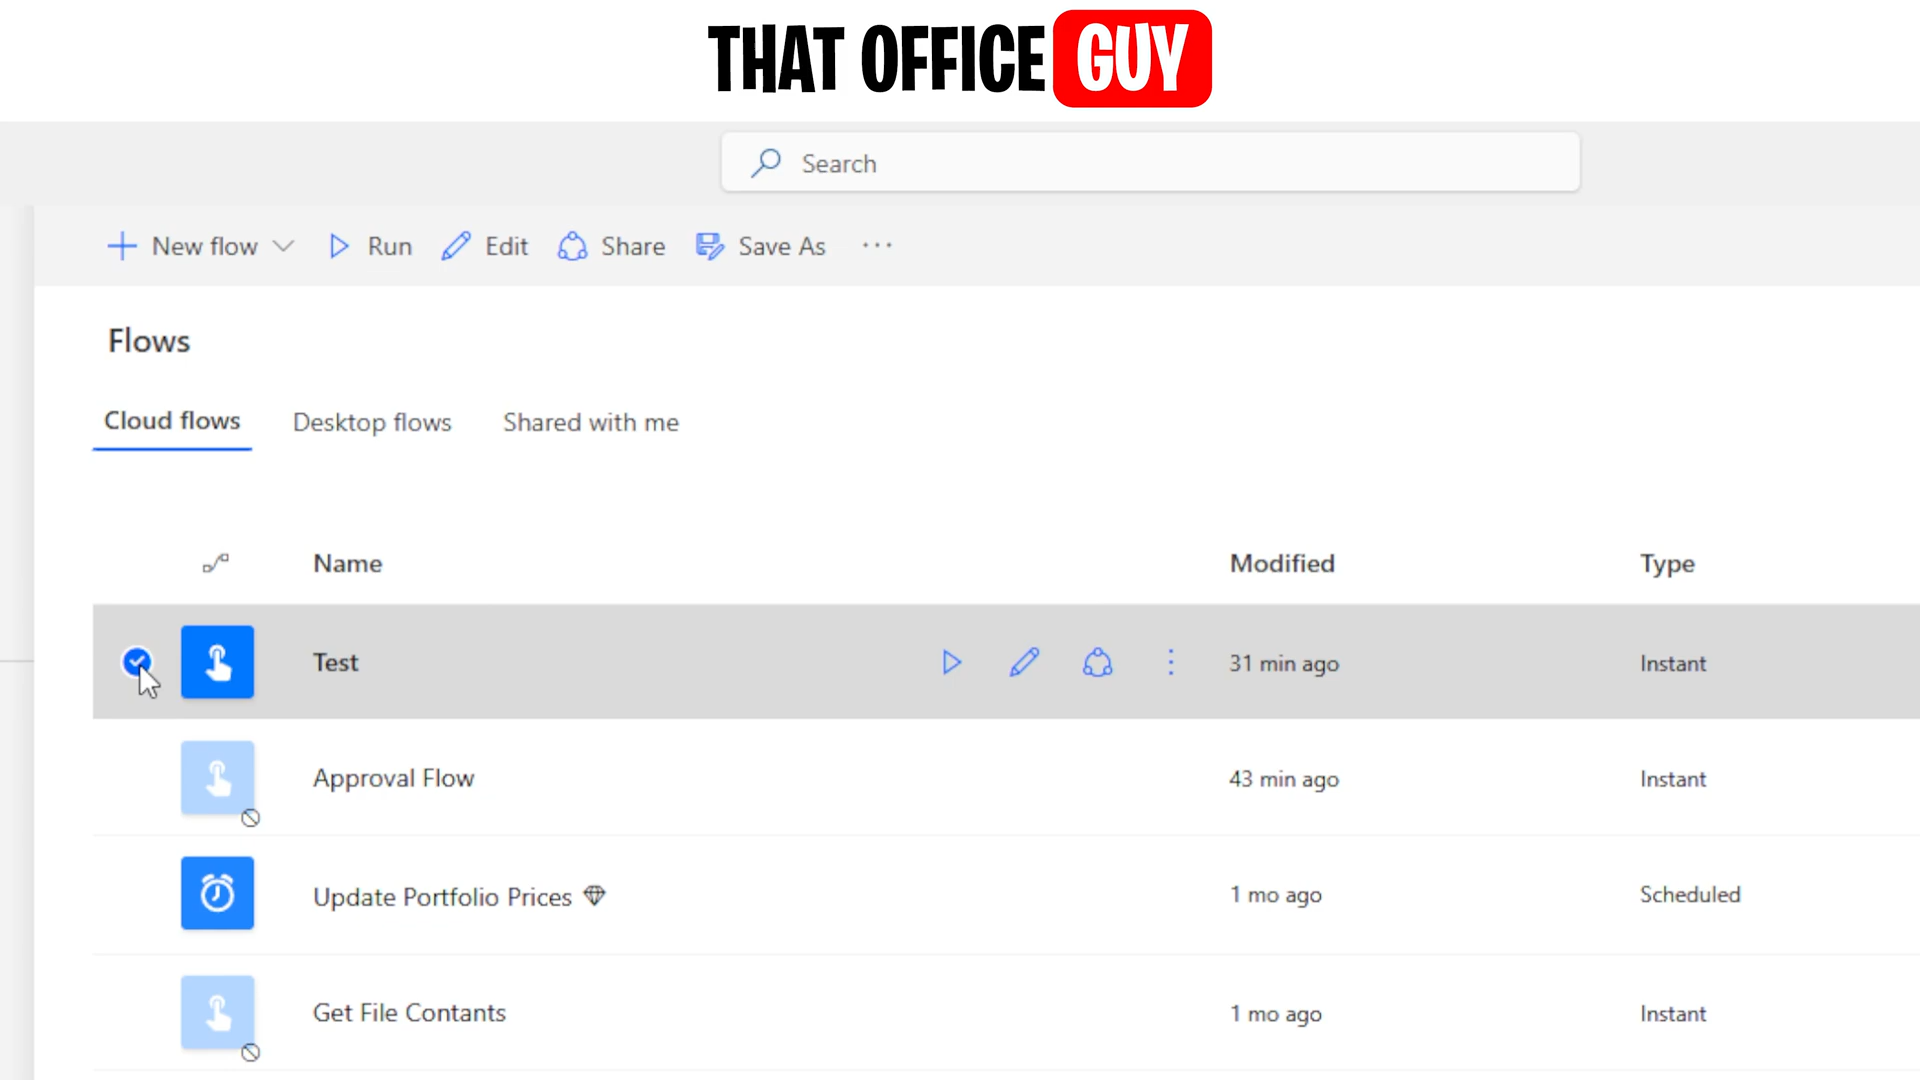 THAT OFFICE GUY
Search
New flow Run Edit Share Save As ...
Flows
Cloud flows Desktop flows Shared with me
Name Modified Type
Test 31 min ago Instant
Approval Flow 43 min ago Instant
Update Portfolio Prices 1 mo ago Scheduled
Get File Contants 1 mo ago Instant